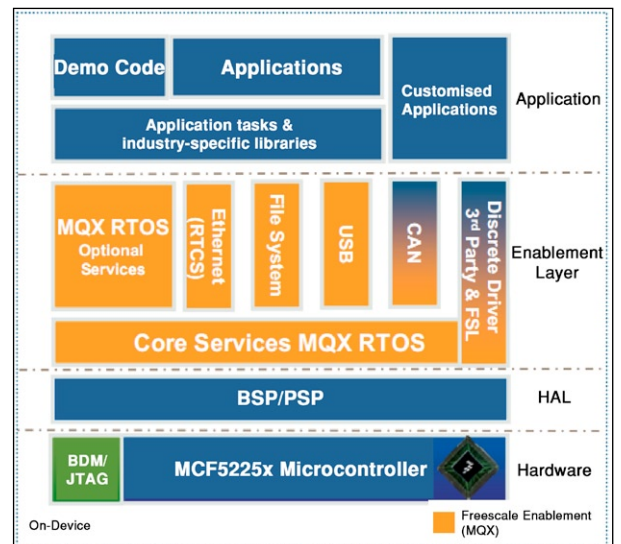 Demo Code
Applications
Customised
Applications
Application
Application tasks &
industry-specific libraries
MQX RTOS
Optional
Services
Ethernet
(RTCS)
File System
USB
CAN
Discrete Driver
3rd Party & FSL
Enablement
Layer
Core Services MQX RTOS
BSP/PSP
HAL
BDM/
JTAG
MCF5225x Microcontroller
Hardware
On-Device
Freescale Enablement
(MQX)